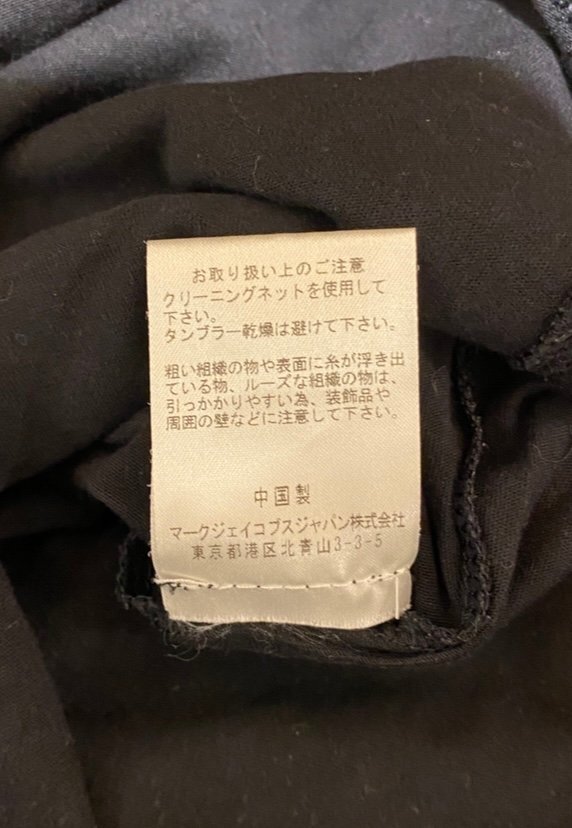 お取り扱い上のご注意
クリーニングネットを使用して
下さい。
タンブラー乾燥は避けて下さい。
粗い組織の物や表面に糸が浮き出
ている物、ルーズな組織の物は、
引っかかりやすい為、装飾品や
周囲の壁などに注意して下さい。
中国製
マークジェイコブスジャパン株式会社
東京都港区北青山3-3-5